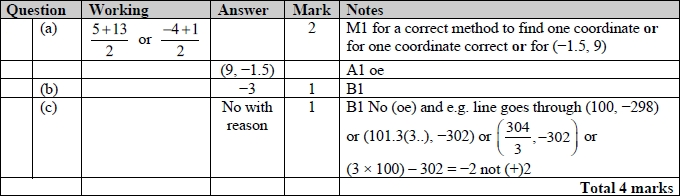 Question Working Answer Mark Notes
(a) 5+13/2 or −4+1/2 2 M1 for a correct method to find one coordinate or
for one coordinate correct or for (−1.5, 9)
(9, −1.5) A1 oe
(b) −3 1 B1
(c) No with 1 B1 No (oe) and e.g. line goes through (100, −298)
reason or (101.3(3..), −302) or (304/3, −302) or
(3 × 100) – 302 = −2 not (+)2
Total 4 marks